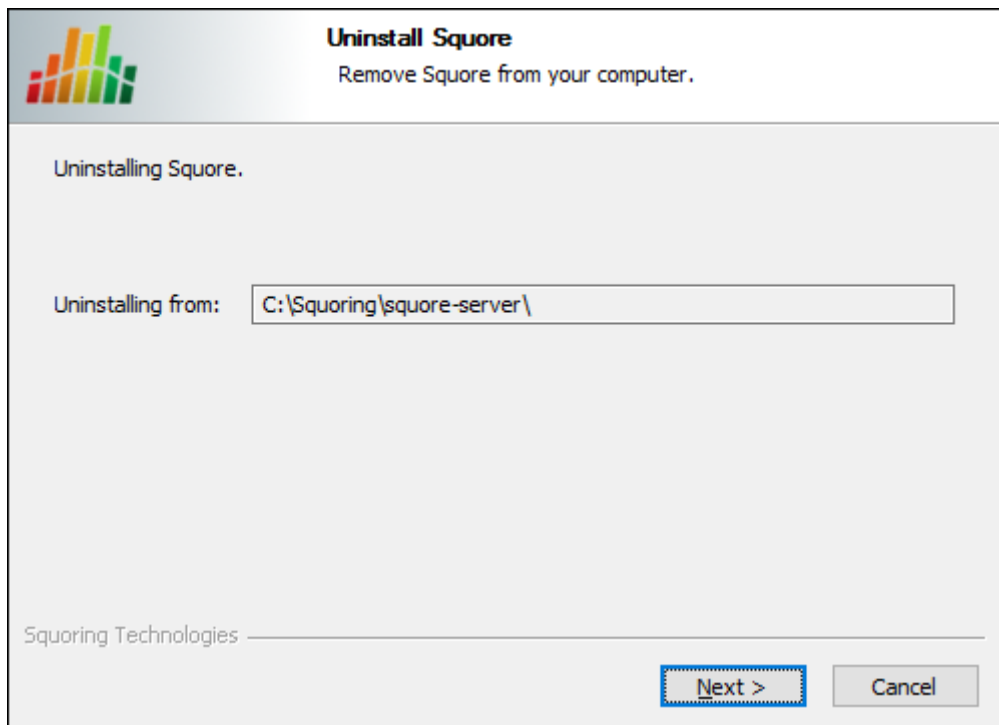 Uninstall Squore
Remove Squore from your computer.
Uninstalling Squore.
Uninstalling from: C:\Squoring\squore-server\
Squoring Technologies
Next > Cancel